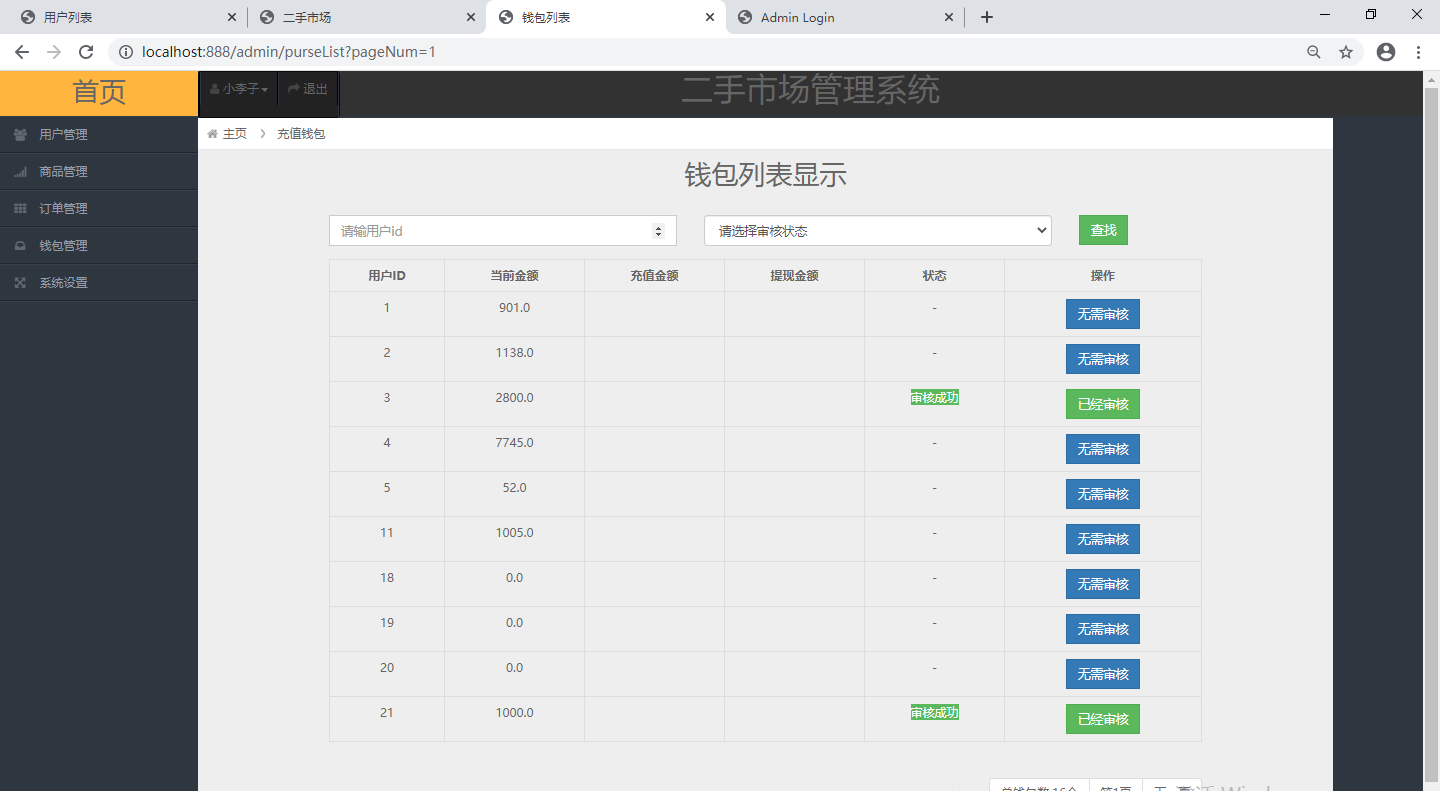 用户列表
二手市场
钱包列表
Admin Login
localhost:888/admin/purseList?pageNum=1
首页
小李子
退出
二手市场管理系统
用户管理
商品管理
订单管理
钱包管理
系统设置
主页
充值钱包
钱包列表显示
请输用户id
请选择审核状态
查找
用户ID 当前金额 充值金额 提现金额 状态 操作
1 901.0 - 无需审核
2 1138.0 - 无需审核
3 2800.0 审核成功 已经审核
4 7745.0 - 无需审核
5 52.0 - 无需审核
11 1005.0 - 无需审核
18 0.0 - 无需审核
19 0.0 - 无需审核
20 0.0 - 无需审核
21 1000.0 审核成功 已经审核
总钱包数 16个 第1页